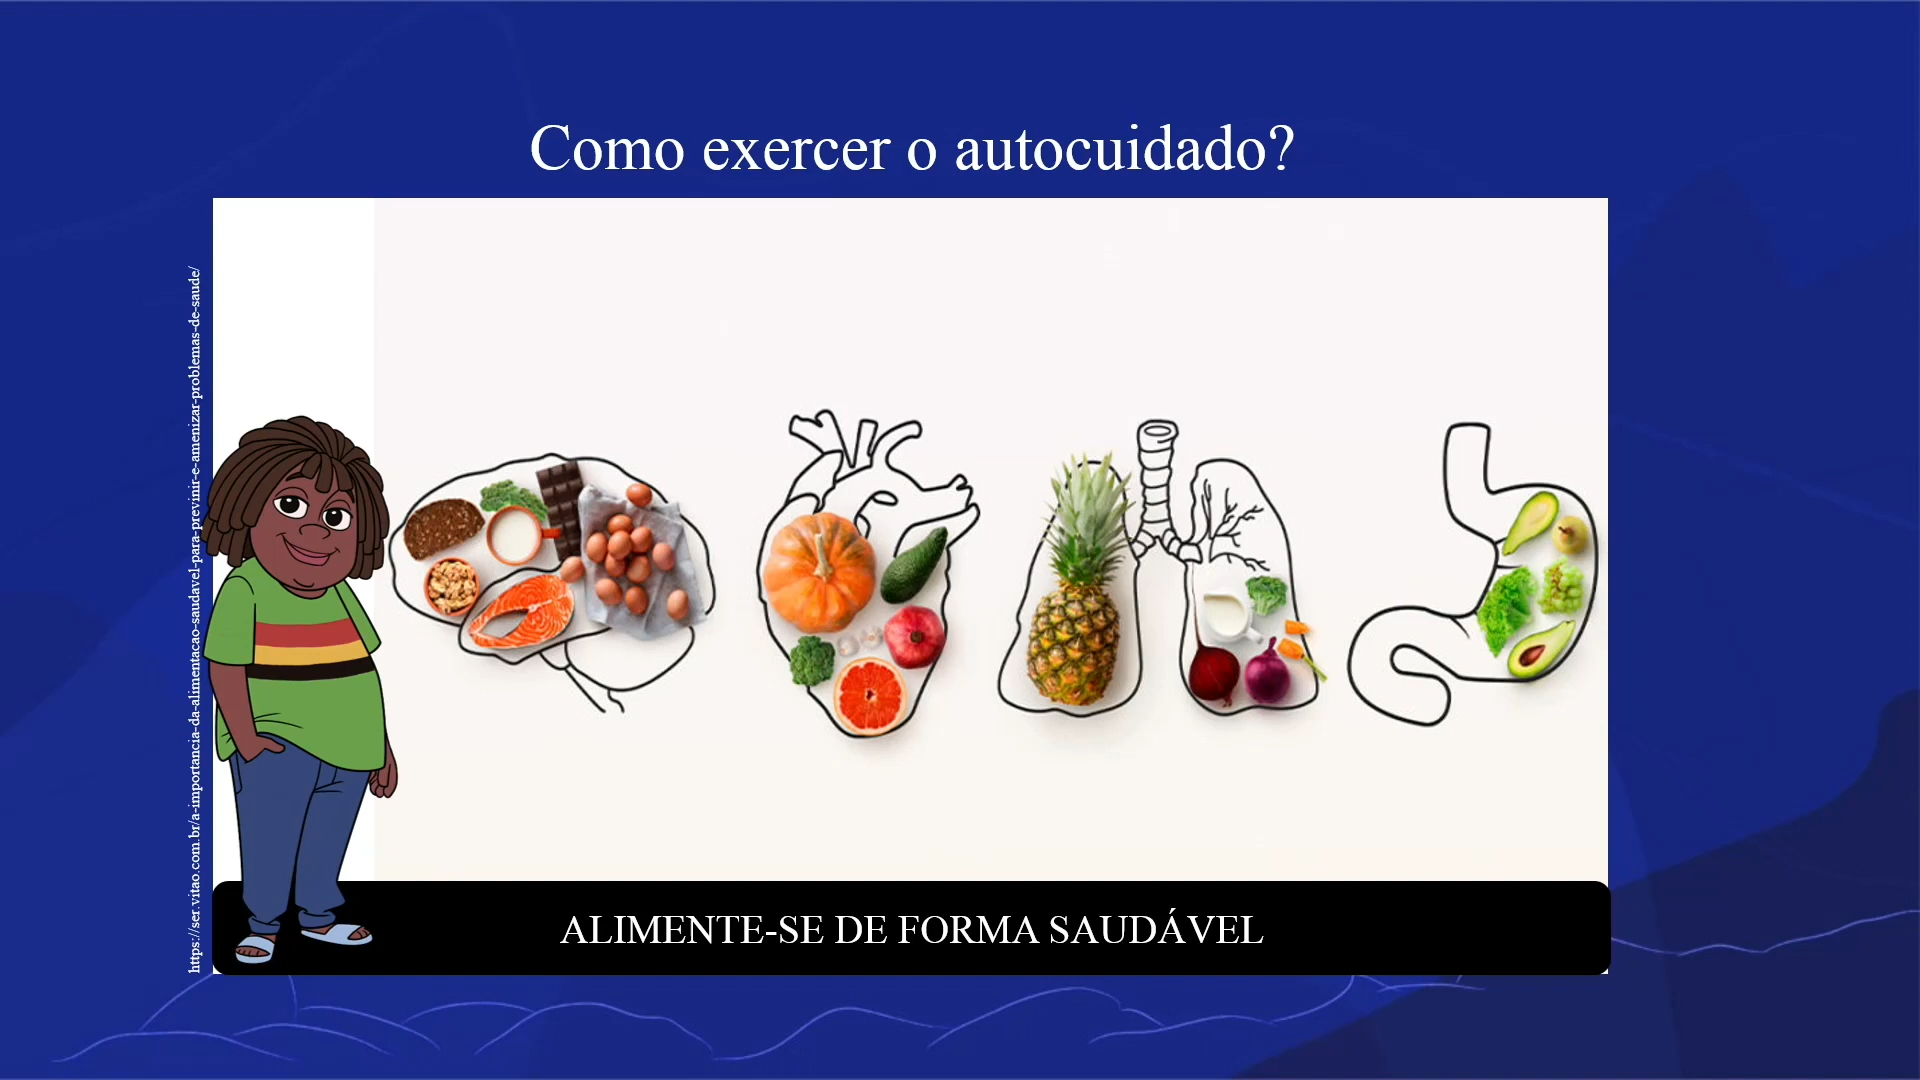 Como exercer o autocuidado?
https://ser.vitao.com.br/a-importancia-da-alimentacao-saudavel-para-previnir-e-amenizar-problemas-de-saude/
ALIMENTE-SE DE FORMA SAUDÁVEL